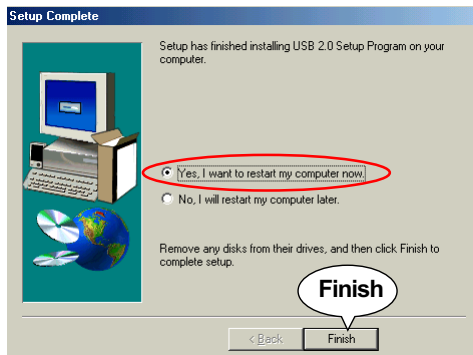 Setup Complete
Setup has finished installing USB 2.0 Setup Program on your
computer.
Yes, I want to restart my computer now.
No, I will restart my computer later.
Remove any disks from their drives, and then click Finish to
complete setup.
Finish
< Back
Finish